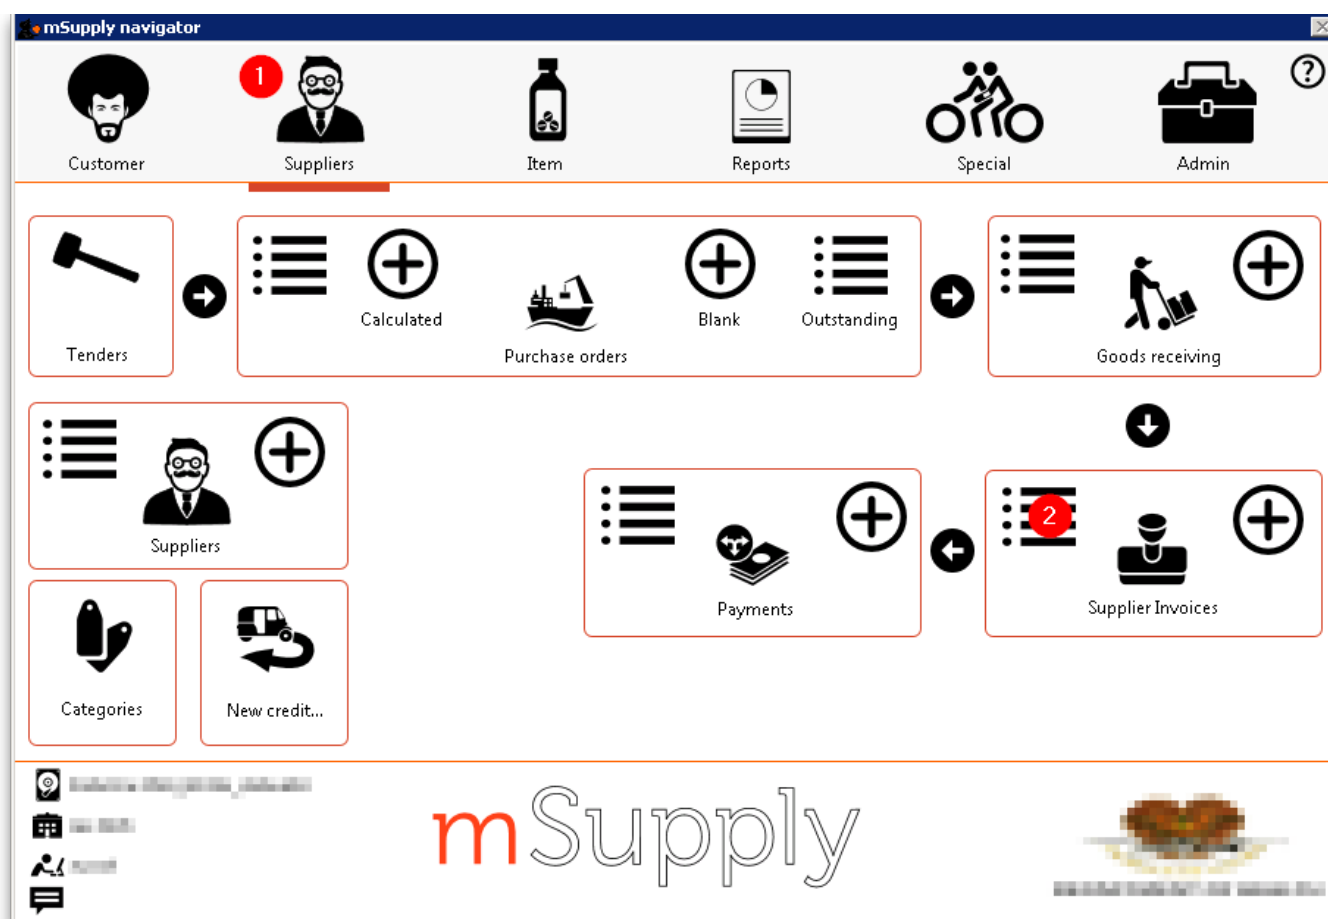 mSupply navigator
1
?
Customer
Suppliers
Item
Reports
Special
Admin
Calculated
Blank
Outstanding
Tenders
Purchase orders
Goods receiving
2
Suppliers
Payments
Supplier Invoices
Categories
New credit...
mSupply